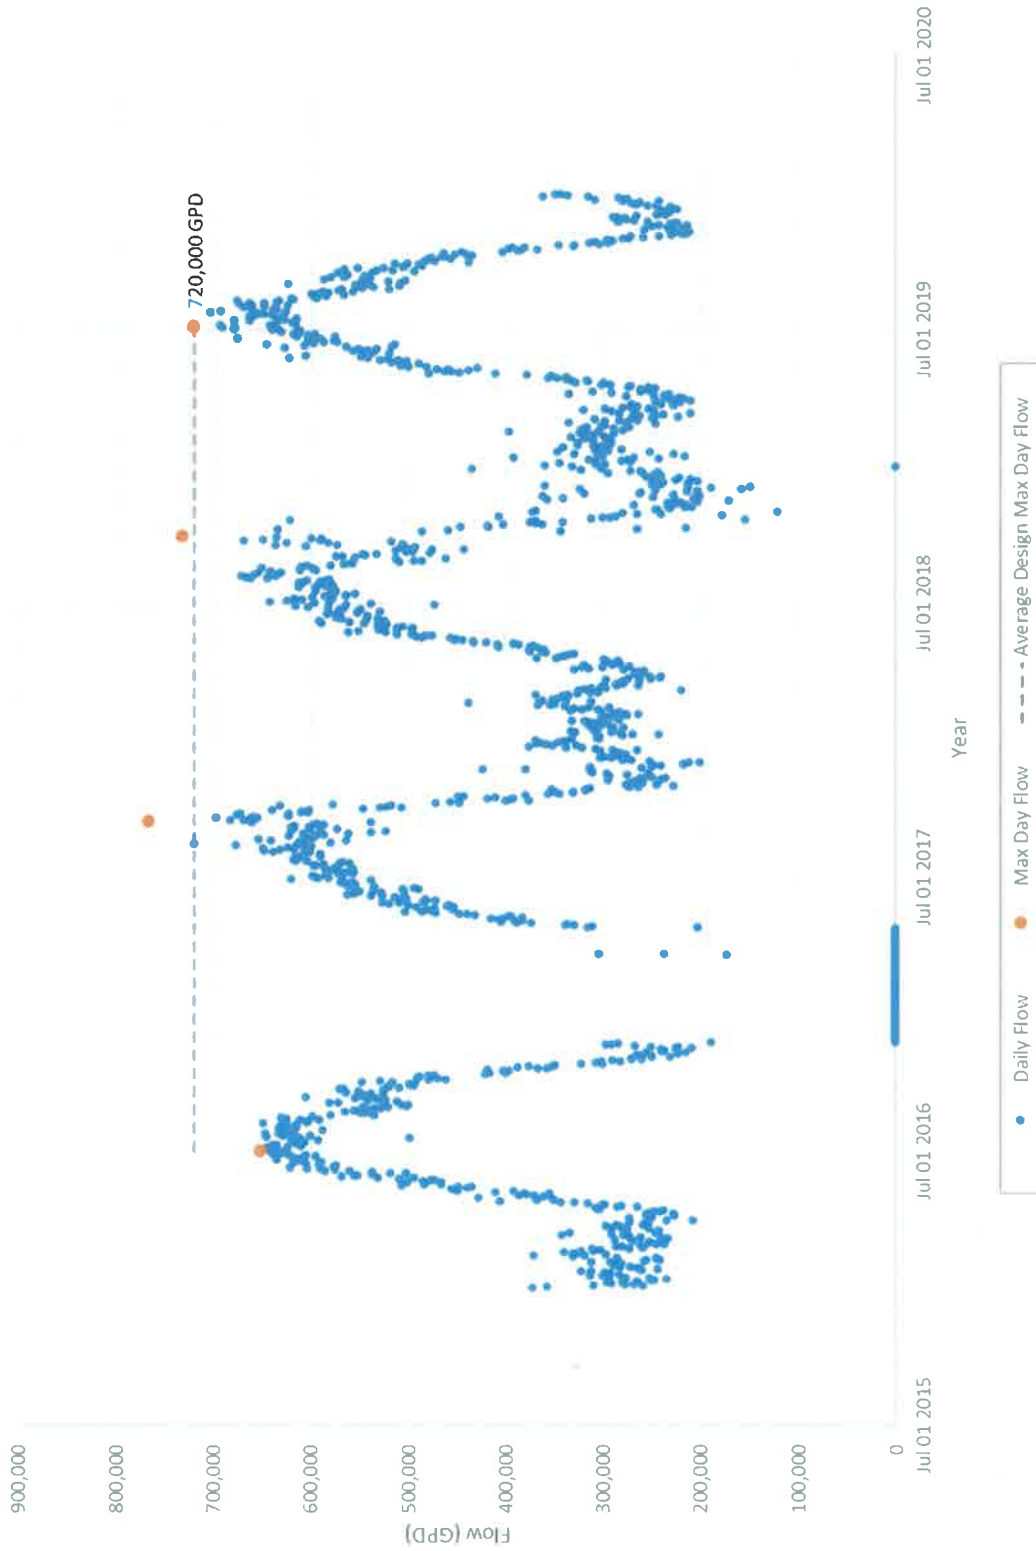 900,000
800,000
700,000
600,000
500,000
400,000
300,000
200,000
100,000
0
Flow (GPD)
720,000 GPD
Jul 01 2015
Jul 01 2016
Jul 01 2017
Jul 01 2018
Jul 01 2019
Jul 01 2020
Year
Daily Flow
Max Day Flow
Average Design Max Day Flow